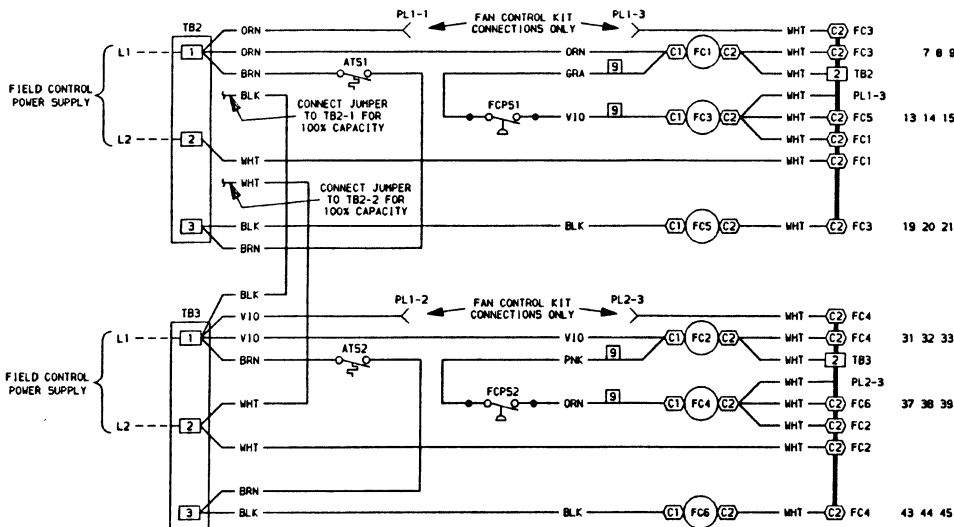 PL1-1 FAN CONTROL KIT CONNECTIONS ONLY PL1-3
TB2 ORN WHT C2 FC3
L1 1 ORN ORN C1 FC1 C2 WHT C2 FC3 7 8 9
BRN ATS1 GRA 9 WHT 2 TB2
FIELD CONTROL
POWER SUPPLY
BLK WHT PL1-3
CONNECT JUMPER
TO TB2-1 FOR
100% CAPACITY
FCPS1 VIO 9 C1 FC3 C2 WHT C2 FC5 13 14 15
L2 2 WHT C2 FC1
WHT WHT C2 FC1
WHT
CONNECT JUMPER
TO TB2-2 FOR
100% CAPACITY
3 BLK BLK C1 FC5 C2 WHT C2 FC3 19 20 21
BRN
BLK PL1-2 FAN CONTROL KIT CONNECTIONS ONLY PL2-3
TB3 VIO WHT C2 FC4
L1 1 VIO VIO C1 FC2 C2 WHT C2 FC4 31 32 33
BRN ATS2 PNK 9 WHT 2 TB3
FIELD CONTROL
POWER SUPPLY
WHT PL2-3
WHT FCPS2 ORN 9 C1 FC4 C2 WHT C2 FC6 37 38 39
L2 2 WHT C2 FC2
WHT WHT C2 FC2
BRN
3 BLK BLK C1 FC6 C2 WHT C2 FC4 43 44 45